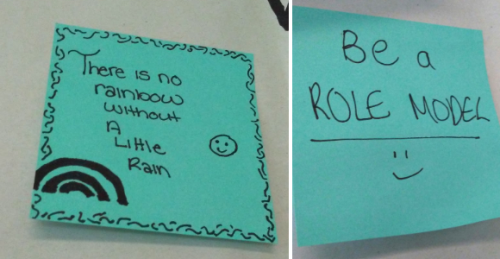 There is no
rainbow
without
A
Little
Rain
Be a
ROLE MODEL